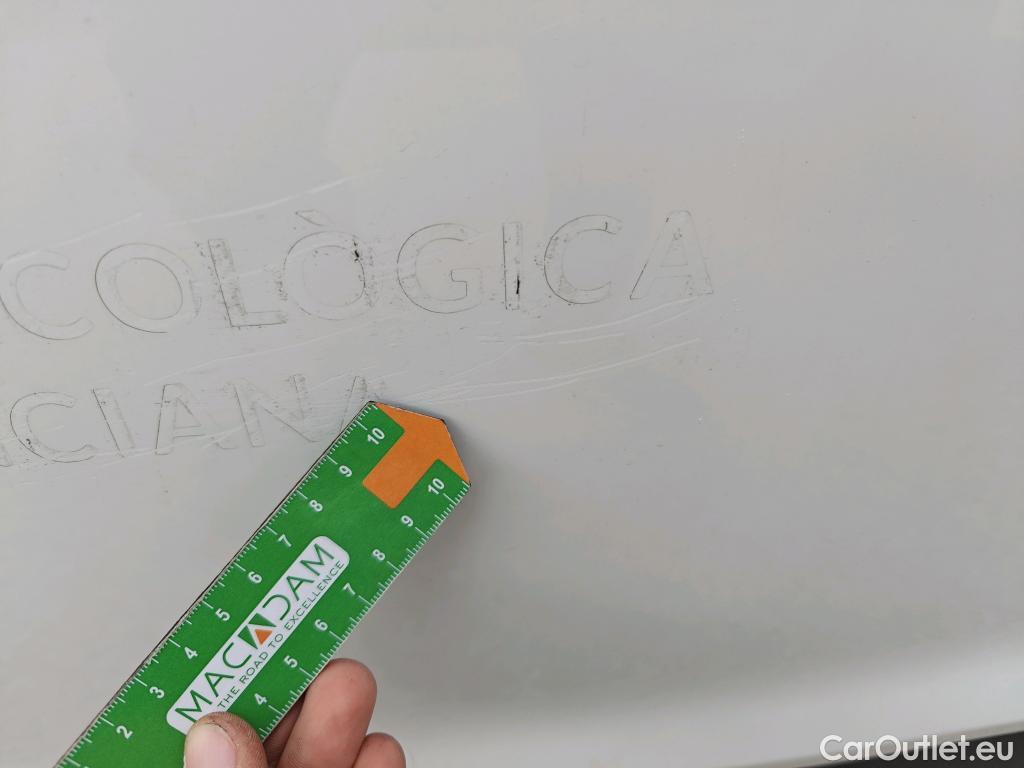 COLÒGICA
CIANA
2 3 4 5 6 7 8 9 10
MACADAM
THE ROAD TO EXCELLENCE
4 5 6 7 8 9 10
CarOutlet.eu